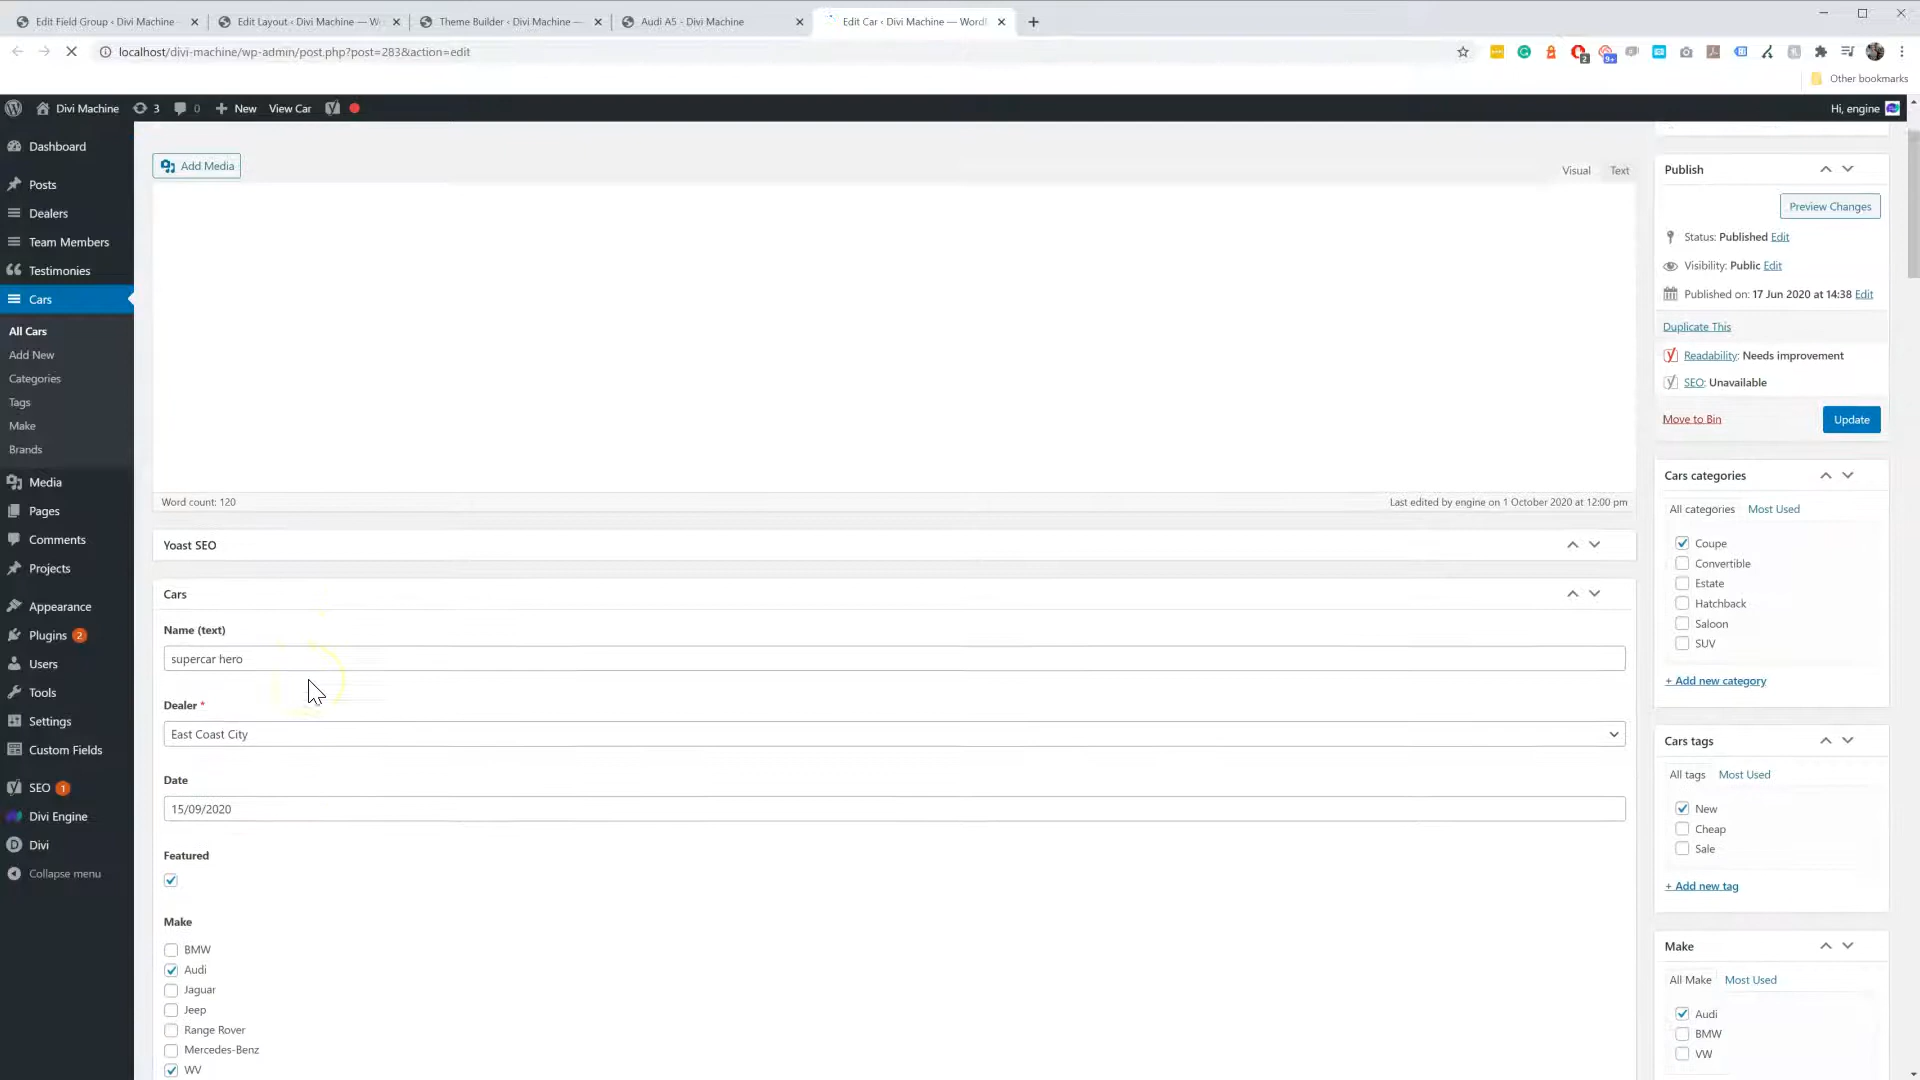 Edit Field Group ‹ Divi Machine
Edit Layout ‹ Divi Machine — W
Theme Builder ‹ Divi Machine —
Audi A5 - Divi Machine
Edit Car ‹ Divi Machine — Word
localhost/divi-machine/wp-admin/post.php?post=283&action=edit
2
9+
Other bookmarks
Divi Machine
3
0
New
View Car
Hi, engine
Dashboard
Posts
Dealers
Team Members
Testimonies
Cars
All Cars
Add New
Categories
Tags
Make
Brands
Media
Pages
Comments
Projects
Appearance
Plugins 2
Users
Tools
Settings
Custom Fields
SEO 1
Divi Engine
Divi
Collapse menu
Add Media
Visual
Text
Word count: 120
Last edited by engine on 1 October 2020 at 12:00 pm
Yoast SEO
Cars
Name (text)
supercar hero
Dealer *
East Coast City
Date
15/09/2020
Featured
Make
BMW
Audi
Jaguar
Jeep
Range Rover
Mercedes-Benz
WV
Publish
Preview Changes
Status: Published Edit
Visibility: Public Edit
Published on: 17 Jun 2020 at 14:38 Edit
Duplicate This
Readability: Needs improvement
SEO: Unavailable
Move to Bin
Update
Cars categories
All categories
Most Used
Coupe
Convertible
Estate
Hatchback
Saloon
SUV
+ Add new category
Cars tags
All tags
Most Used
New
Cheap
Sale
+ Add new tag
Make
All Make
Most Used
Audi
BMW
VW